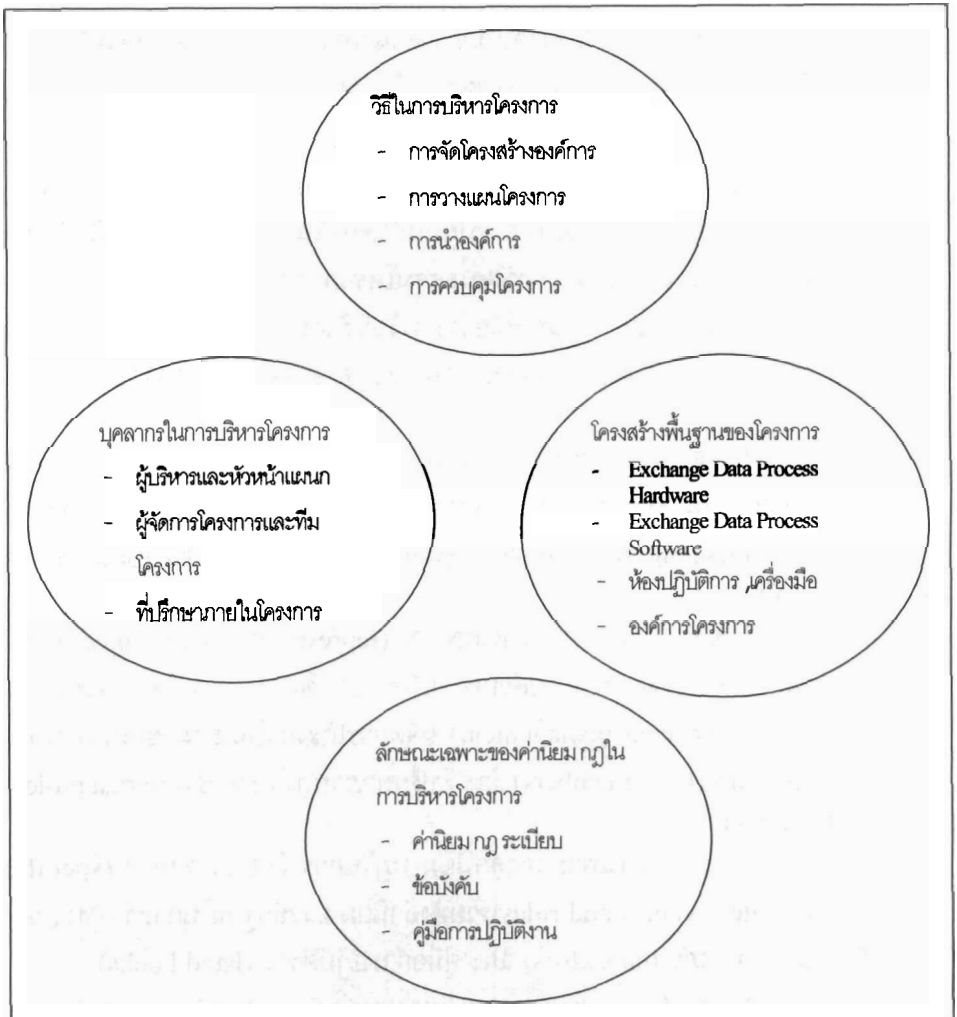 วิธีในการบริหารโครงการ
- การจัดโครงสร้างองค์การ
- การวางแผนโครงการ
- การนำองค์การ
- การควบคุมโครงการ
บุคลากรในการบริหารโครงการ
- ผู้บริหารและหัวหน้าแผนก
- ผู้จัดการโครงการและทีม
โครงการ
- ที่ปรึกษาภายในโครงการ
โครงสร้างพื้นฐานของโครงการ
- Exchange Data Process
Hardware
- Exchange Data Process
Software
- ห้องปฏิบัติการ ,เครื่องมือ
- องค์การโครงการ
ลักษณะเฉพาะของค่านิยม กฎใน
การบริหารโครงการ
- ค่านิยม กฎ ระเบียบ
- ข้อบังคับ
- คู่มือการปฏิบัติงาน